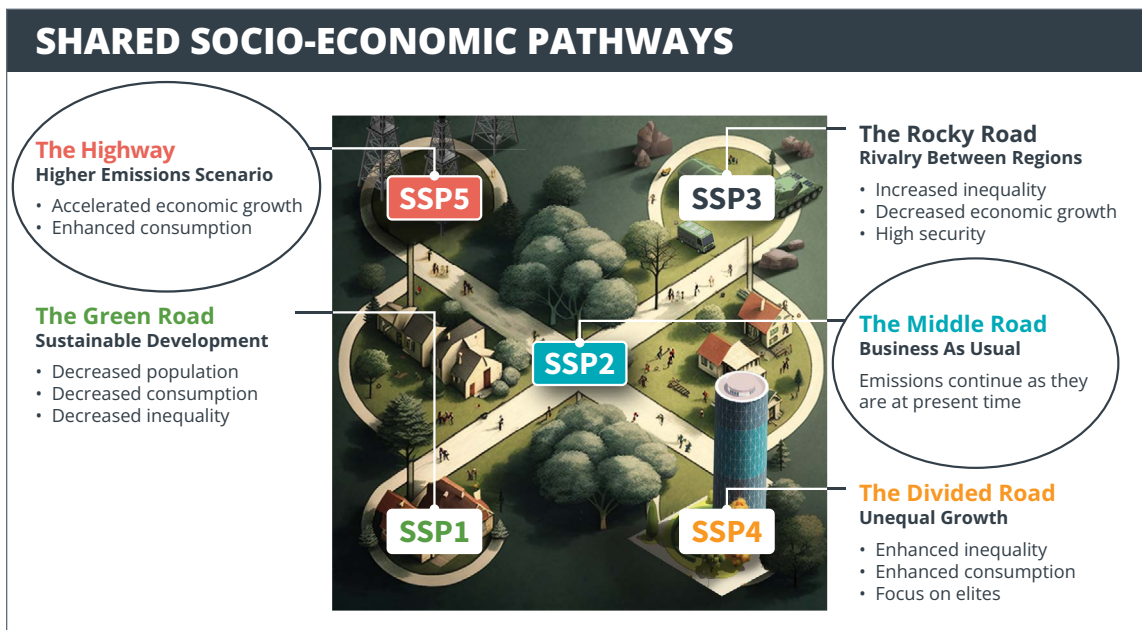 SHARED SOCIO-ECONOMIC PATHWAYS
The Highway
Higher Emissions Scenario
• Accelerated economic growth
• Enhanced consumption
The Green Road
Sustainable Development
• Decreased population
• Decreased consumption
• Decreased inequality
SSP5
SSP3
SSP2
SSP1
SSP4
The Rocky Road
Rivalry Between Regions
• Increased inequality
• Decreased economic growth
• High security
The Middle Road
Business As Usual
Emissions continue as they
are at present time
The Divided Road
Unequal Growth
• Enhanced inequality
• Enhanced consumption
• Focus on elites